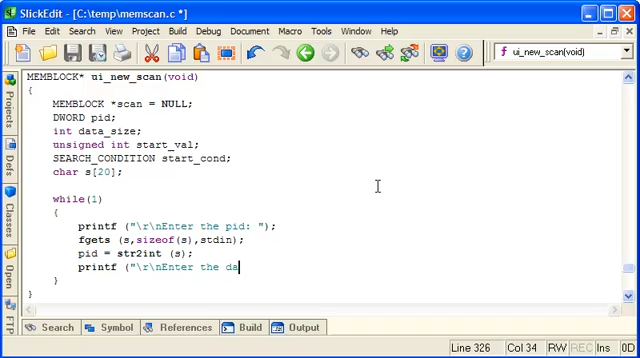 SlickEdit - [C:\temp\memscan.c *]
File Edit Search View Project Build Debug Document Macro Tools Window Help
ƒ ui_new_scan(void)
Projects
Defs
Classes
Open
FTP
MEMBLOCK* ui_new_scan(void)
{
MEMBLOCK *scan = NULL;
DWORD pid;
int data_size;
unsigned int start_val;
SEARCH_CONDITION start_cond;
char s[20];
while(1)
{
printf ("\r\nEnter the pid: ");
fgets (s,sizeof(s),stdin);
pid = str2int (s);
printf ("\r\nEnter the da
}
}
Search Symbol References Build Output
Line 326 Col 34 RW REC Ins 0D